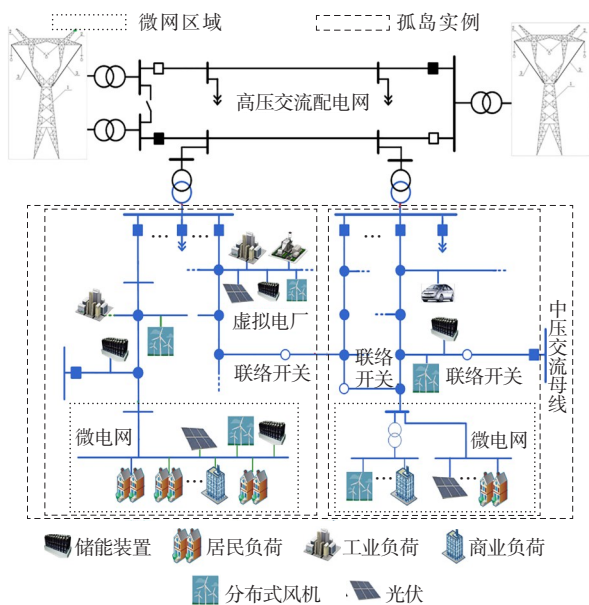 微网区域
孤岛实例
高压交流配电网
虚拟电厂
联络开关
联络
开关
联络开关
中压交流母线
微电网
微电网
储能装置
居民负荷
工业负荷
商业负荷
分布式风机
光伏